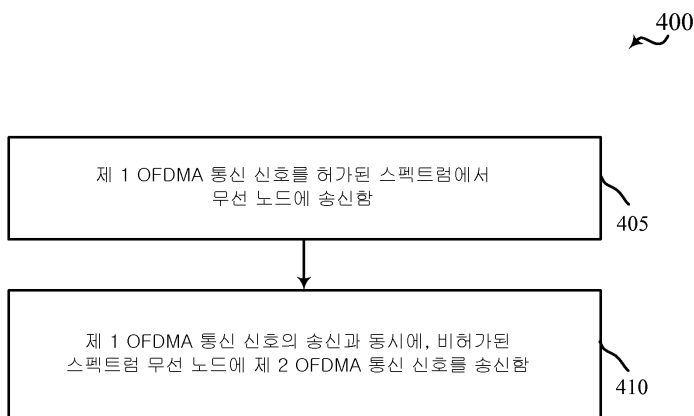 400
제 1 OFDMA 통신 신호를 허가된 스펙트럼에서
무선 노드에 송신함
405
제 1 OFDMA 통신 신호의 송신과 동시에, 비허가된
스펙트럼 무선 노드에 제 2 OFDMA 통신 신호를 송신함
410